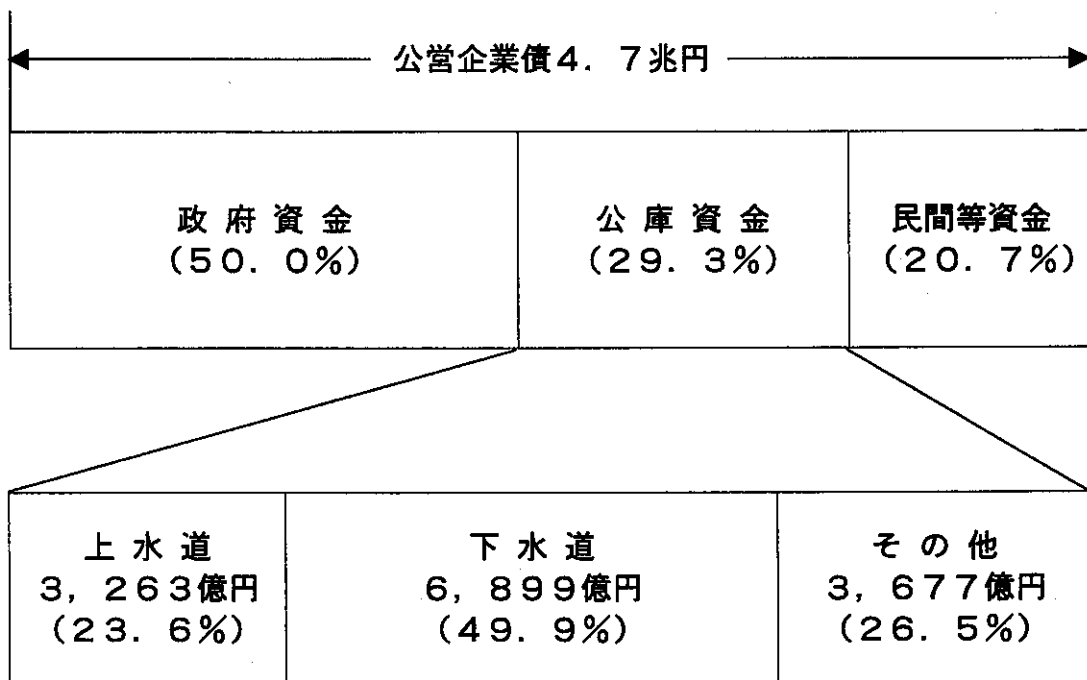 公営企業債４．７兆円
政府資金
（５０．０％）
公庫資金
（２９．３％）
民間等資金
（２０．７％）
上水道
３，２６３億円
（２３．６％）
下水道
６，８９９億円
（４９．９％）
その他
３，６７７億円
（２６．５％）